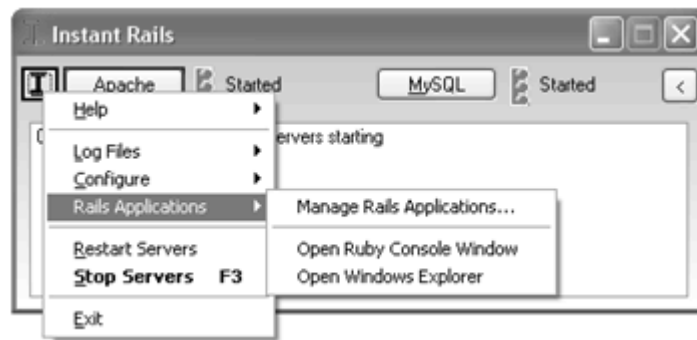 Instant Rails
I Apache Started MySQL Started <
Help
ervers starting
Log Files
Configure
Rails Applications
Manage Rails Applications...
Restart Servers
Open Ruby Console Window
Stop Servers F3
Open Windows Explorer
Exit